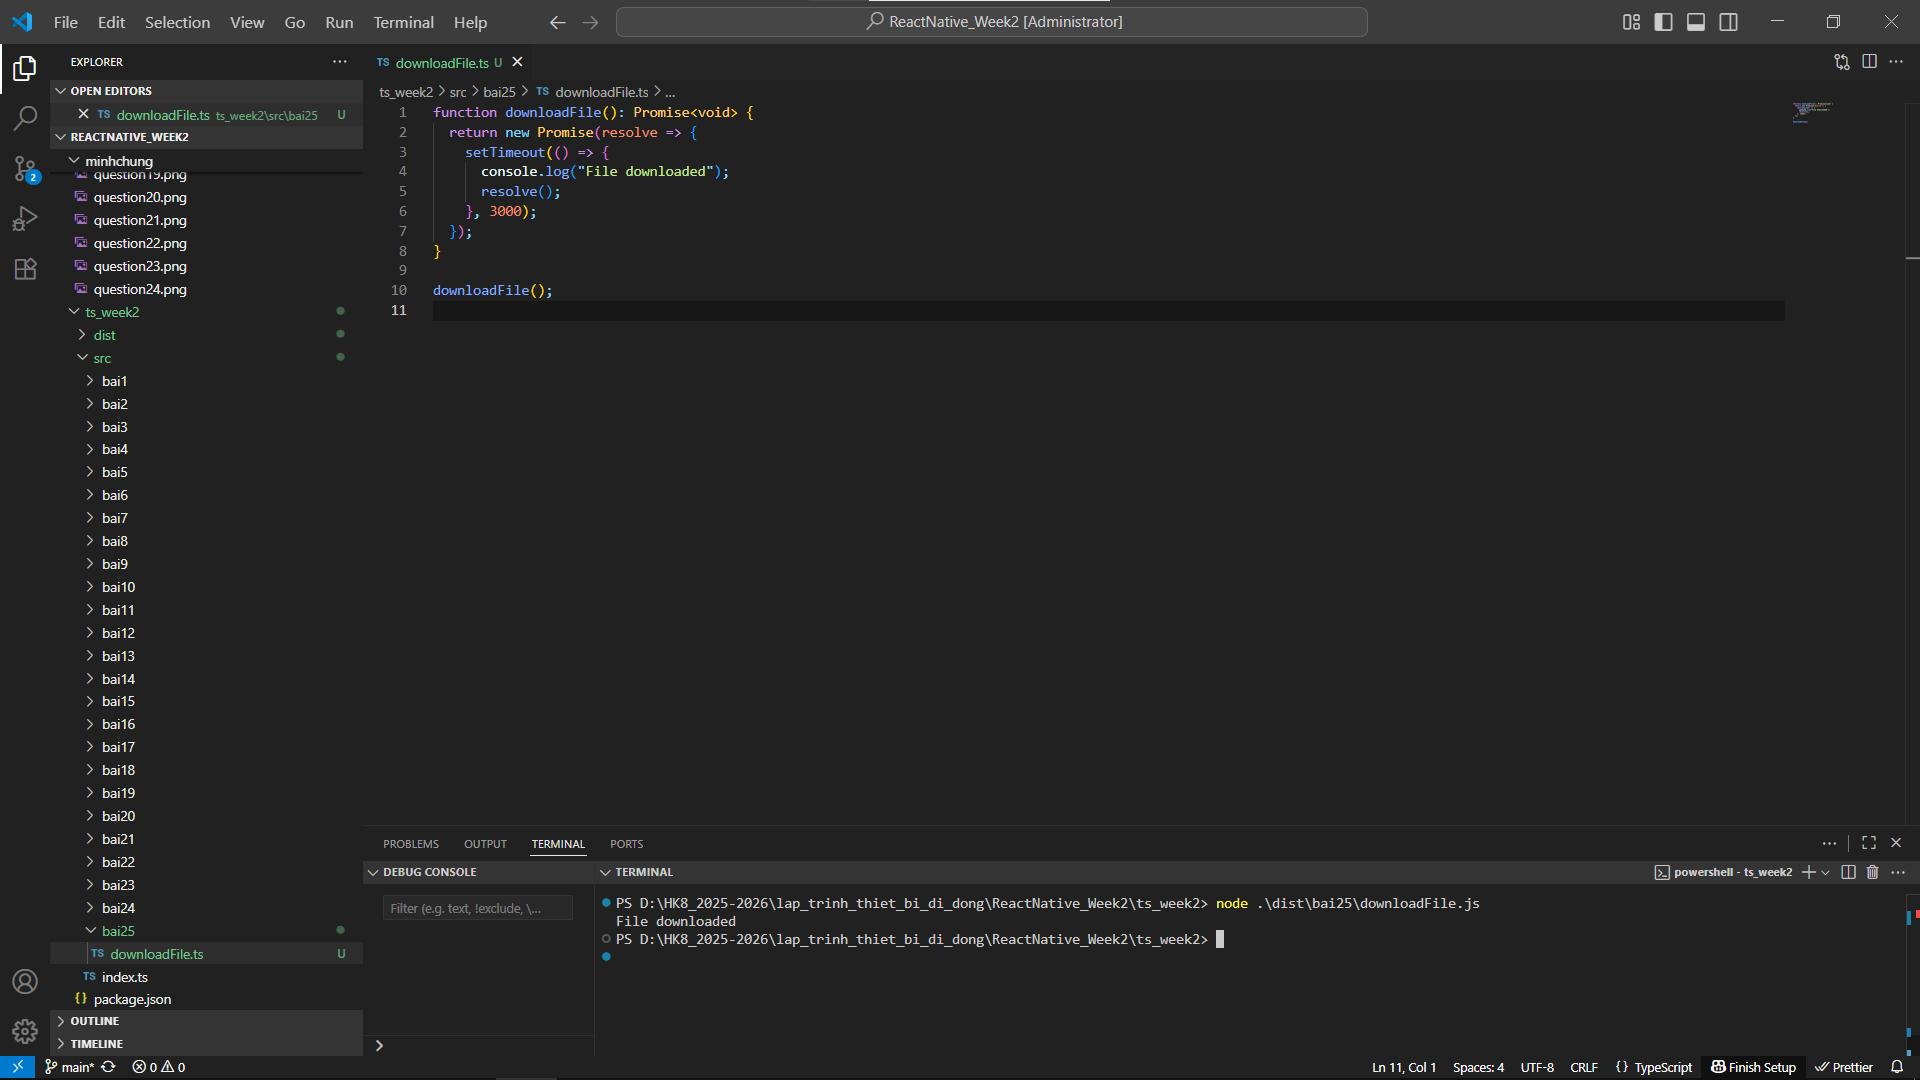 File Edit Selection View Go Run Terminal Help
ReactNative_Week2 [Administrator]
EXPLORER
OPEN EDITORS
TS downloadFile.ts ts_week2\src\bai25 U
REACTNATIVE_WEEK2
minhchung
question19.png
question20.png
question21.png
question22.png
question23.png
question24.png
ts_week2
dist
src
bai1
bai2
bai3
bai4
bai5
bai6
bai7
bai8
bai9
bai10
bai11
bai12
bai13
bai14
bai15
bai16
bai17
bai18
bai19
bai20
bai21
bai22
bai23
bai24
bai25
TS downloadFile.ts U
TS index.ts
{} package.json
OUTLINE
TIMELINE
TS downloadFile.ts U
ts_week2 > src > bai25 > TS downloadFile.ts > ...
1 function downloadFile(): Promise<void> {
2 return new Promise(resolve => {
3 setTimeout(() => {
4 console.log("File downloaded");
5 resolve();
6 }, 3000);
7 });
8 }
9
10 downloadFile();
11
PROBLEMS OUTPUT TERMINAL PORTS
DEBUG CONSOLE
Filter (e.g. text, !exclude, \...
TERMINAL
powershell - ts_week2
PS D:\HK8_2025-2026\lap_trinh_thiet_bi_di_dong\ReactNative_Week2\ts_week2> node .\dist\bai25\downloadFile.js
File downloaded
PS D:\HK8_2025-2026\lap_trinh_thiet_bi_di_dong\ReactNative_Week2\ts_week2>
2
main* 0 0
Ln 11, Col 1 Spaces: 4 UTF-8 CRLF {} TypeScript Finish Setup Prettier